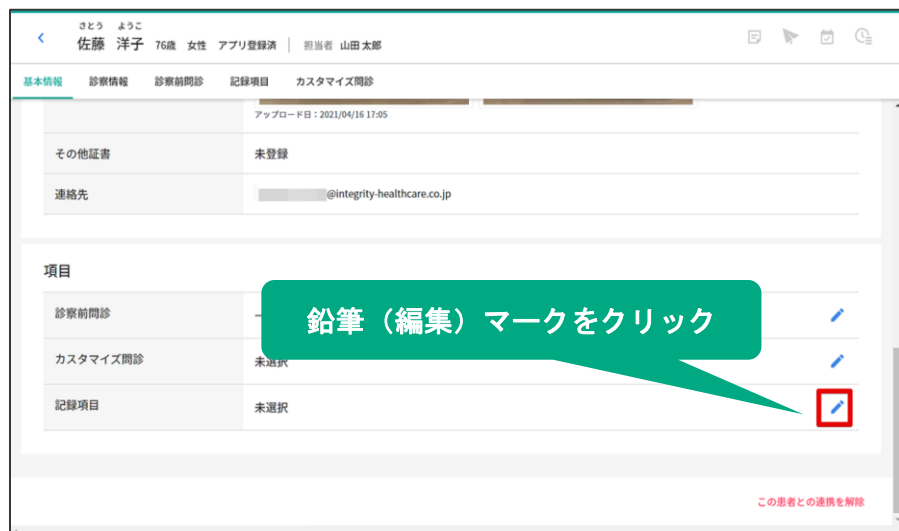 さとう ようこ
佐藤 洋子 76歳 女性 アプリ登録済 担当者 山田 太郎
基本情報 診察情報 診察前問診 記録項目 カスタマイズ問診
アップロード日：2021/04/16 17:05
その他証書 未登録
連絡先 @integrity-healthcare.co.jp
項目
診察前問診
鉛筆（編集）マークをクリック
カスタマイズ問診 未選択
記録項目 未選択
この患者との連携を解除